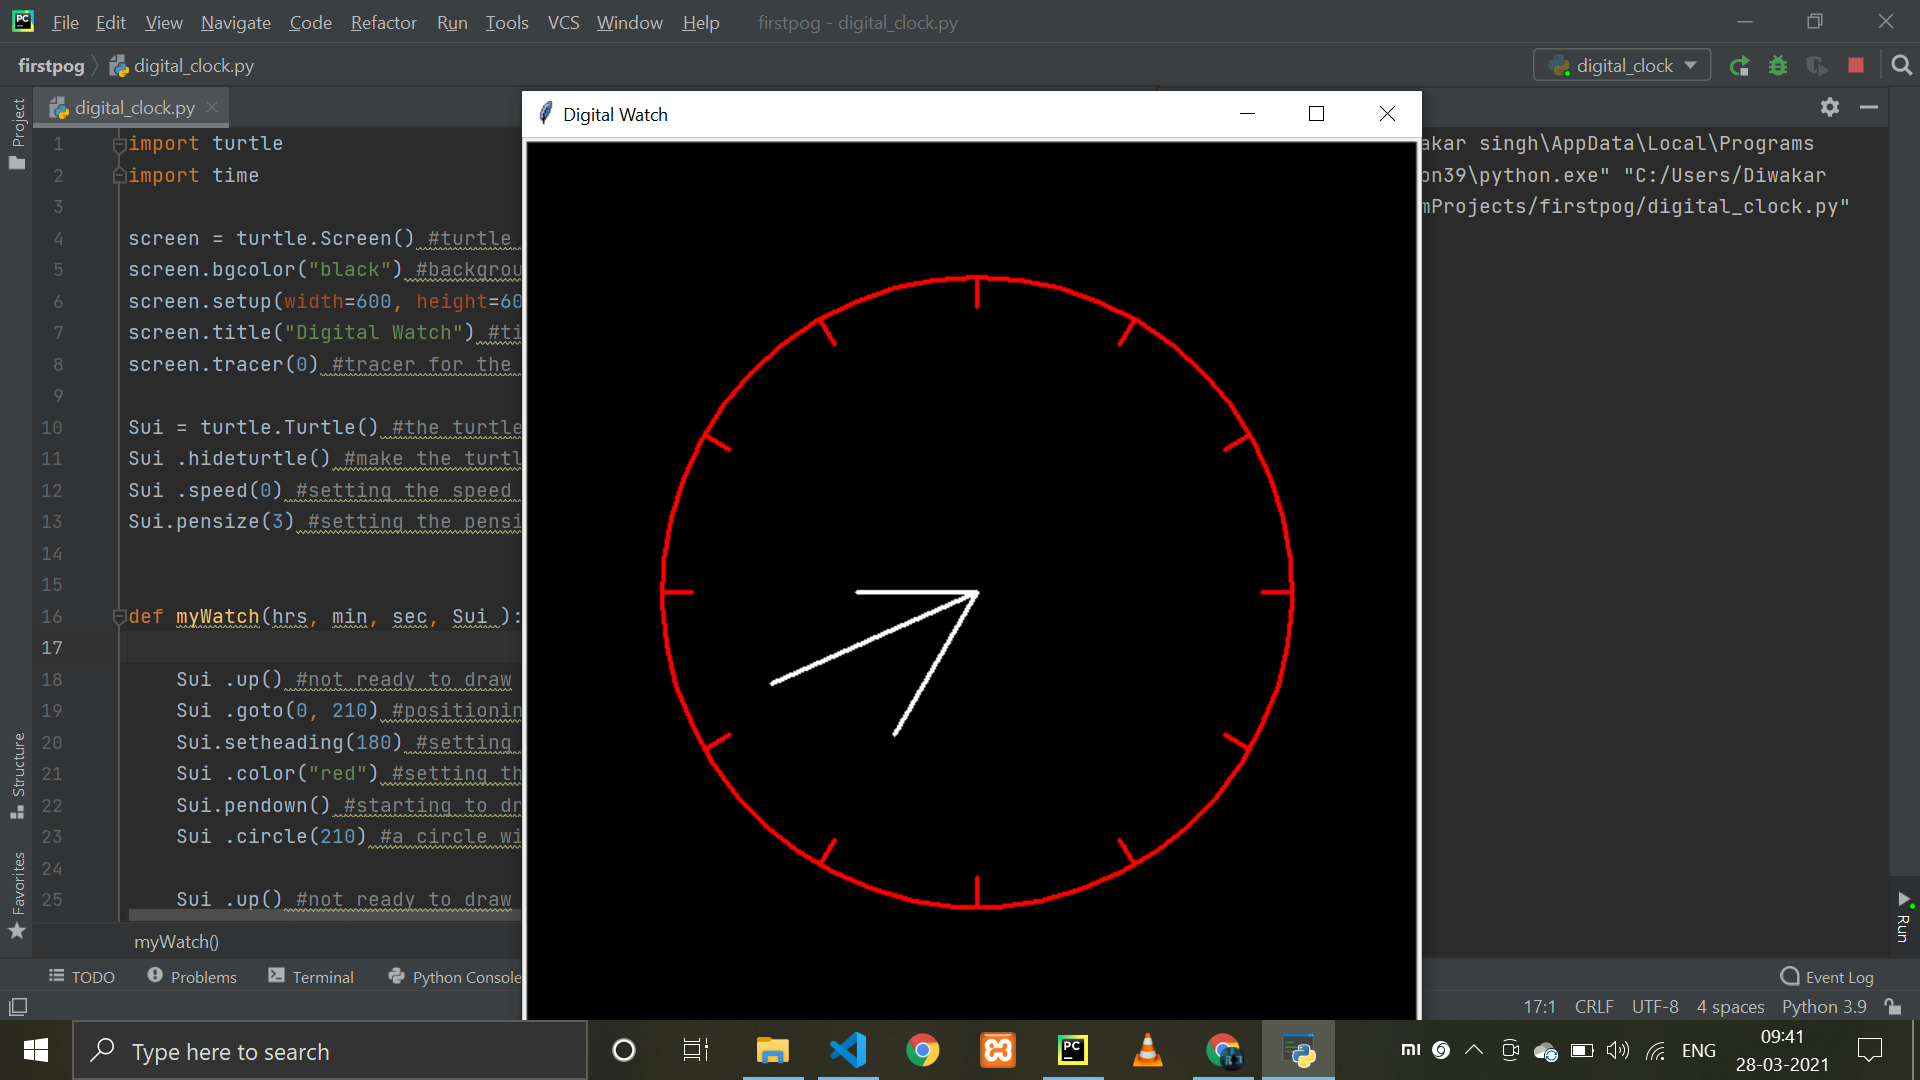 File Edit View Navigate Code Refactor Run Tools VCS Window Help firstpog - digital_clock.py
firstpog digital_clock.py digital_clock
Project
digital_clock.py
Digital Watch
1 import turtle
2 import time
3
4 screen = turtle.Screen() #turtle
5 screen.bgcolor("black") #backgrou
6 screen.setup(width=600, height=60
7 screen.title("Digital Watch") #ti
8 screen.tracer(0) #tracer for the
9
10 Sui = turtle.Turtle() #the turtle
11 Sui .hideturtle() #make the turtl
12 Sui .speed(0) #setting the speed
13 Sui.pensize(3) #setting the pensi
14
15
16 def myWatch(hrs, min, sec, Sui ):
17
18 Sui .up() #not ready to draw
19 Sui .goto(0, 210) #positionin
20 Sui.setheading(180) #setting
21 Sui .color("red") #setting th
22 Sui.pendown() #starting to dr
23 Sui .circle(210) #a circle wi
24
25 Sui .up() #not ready to draw
akar singh\AppData\Local\Programs
on39\python.exe" "C:/Users/Diwakar
mProjects/firstpog/digital_clock.py"
Structure
Favorites
Run
myWatch()
TODO Problems Terminal Python Console Event Log
17:1 CRLF UTF-8 4 spaces Python 3.9
Type here to search
PC
PC
mi
ENG
09:41
28-03-2021